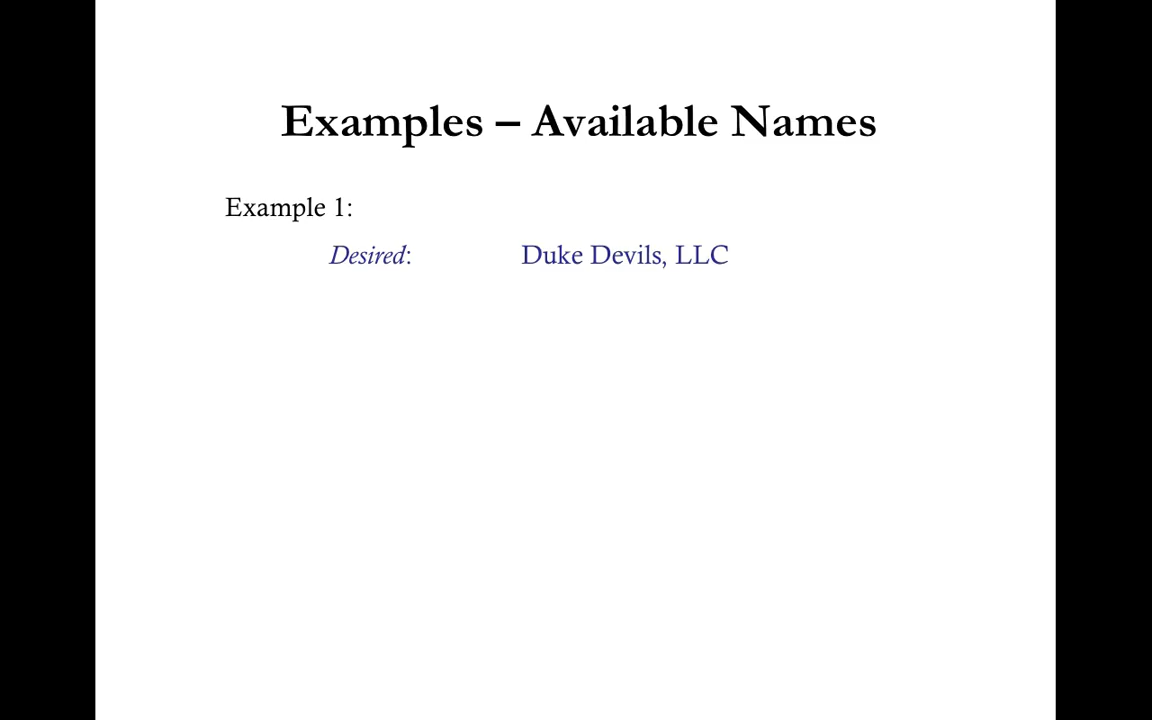 Examples – Available Names
Example 1:
Desired: Duke Devils, LLC